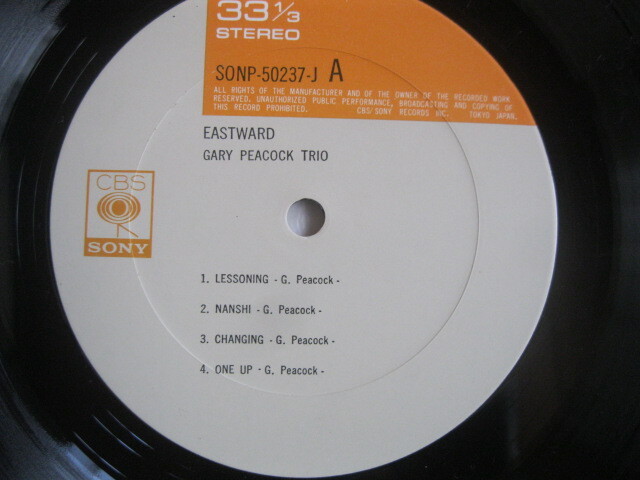 33 1/3
STEREO
SONP-50237-J A
ALL RIGHTS OF THE MANUFACTURER AND OF THE OWNER OF THE RECORDED WORK
RESERVED. UNAUTHORIZED PUBLIC PERFORMANCE, BROADCASTING AND COPYING OF
THIS RECORD PROHIBITED. CBS/SONY RECORDS INC. TOKYO JAPAN.
EASTWARD
GARY PEACOCK TRIO
CBS
SONY
1. LESSONING - G. Peacock -
2. NANSHI - G. Peacock -
3. CHANGING - G. Peacock -
4. ONE UP - G. Peacock -